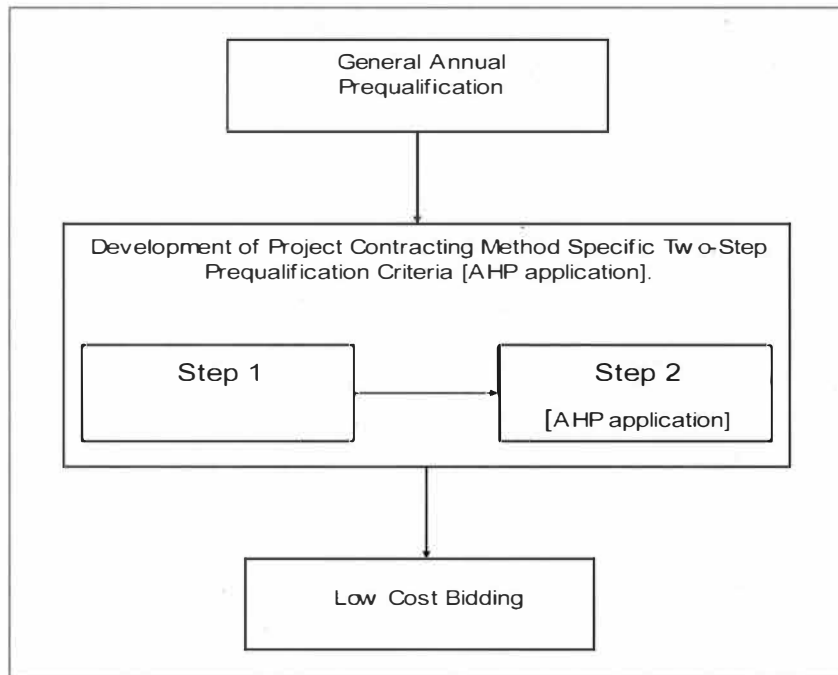 General Annual
Prequalification
Development of Project Contracting Method Specific Two-Step
Prequalification Criteria [AHP application].
Step 1
Step 2
[AHP application]
Low Cost Bidding